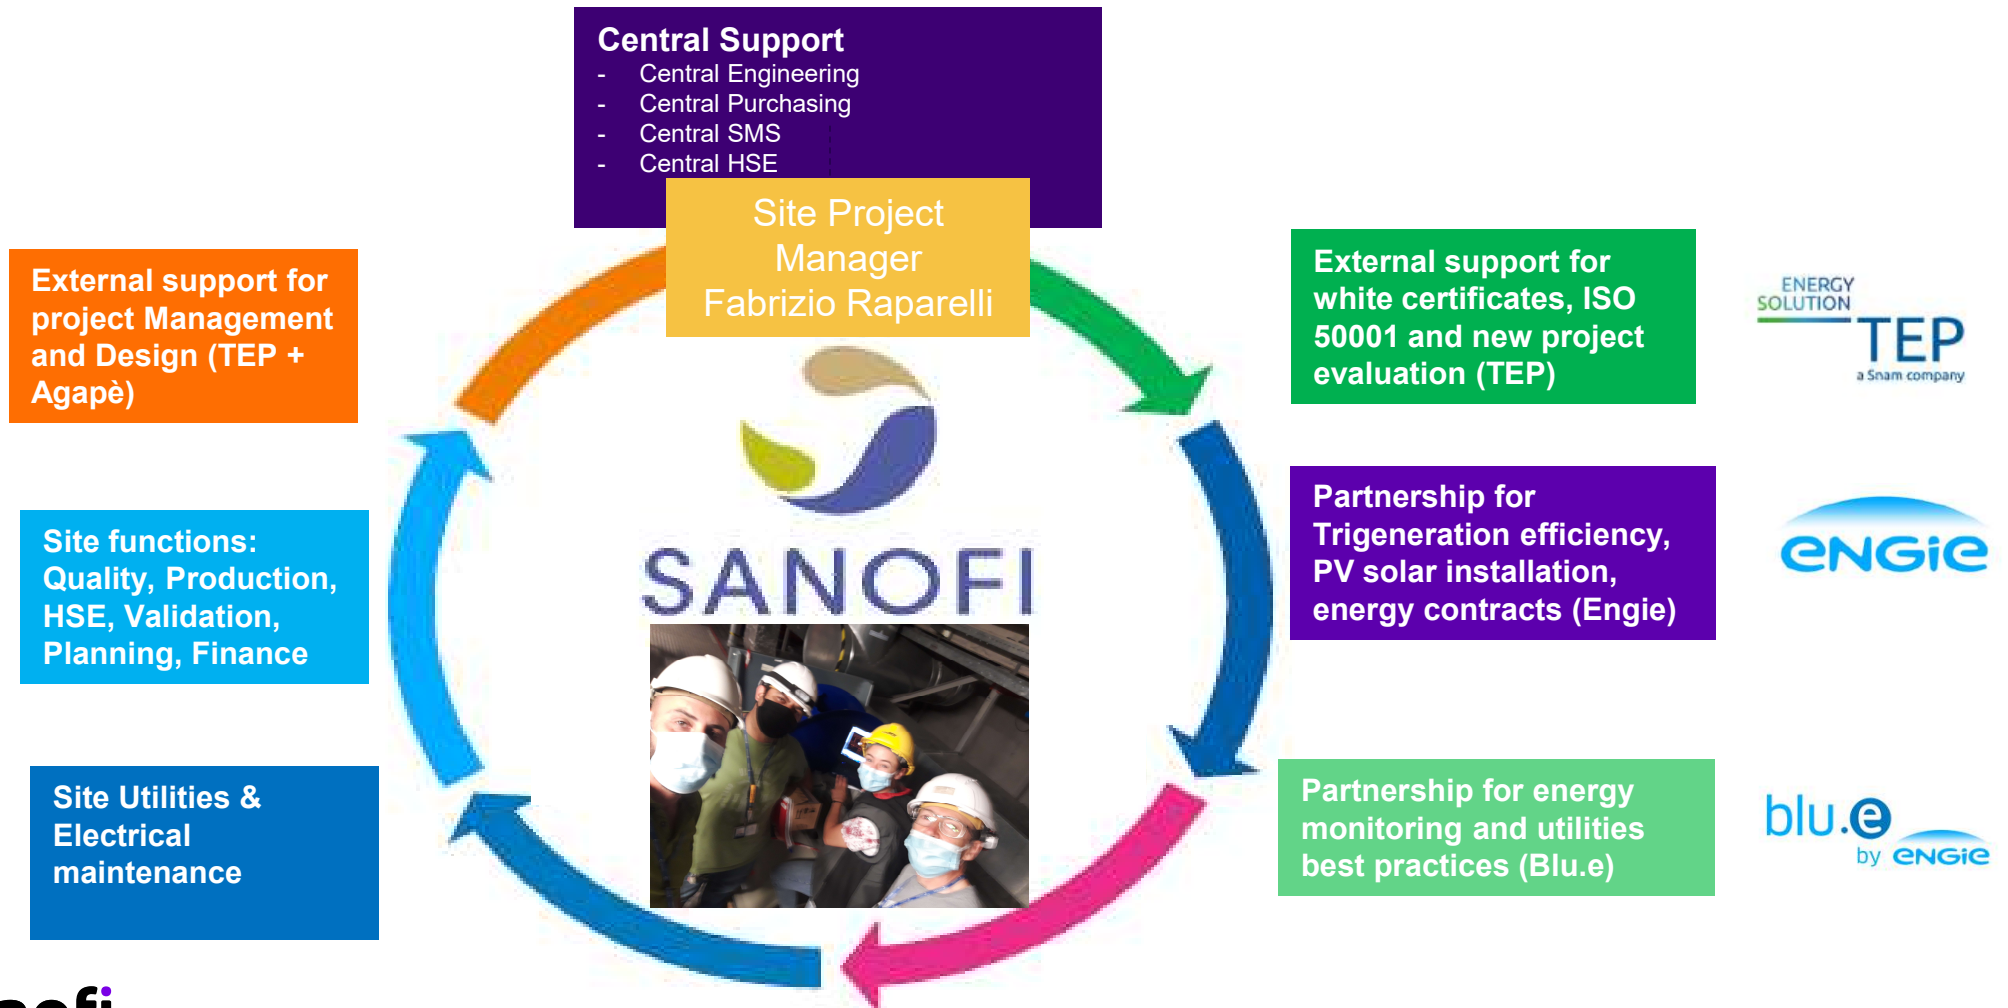 Central Support
- Central Engineering
- Central Purchasing
- Central SMS
- Central HSE
Site Project
Manager
Fabrizio Raparelli
External support for
project Management
and Design (TEP +
Agapè)
Site functions:
Quality, Production,
HSE, Validation,
Planning, Finance
Site Utilities &
Electrical
maintenance
SANOFI
External support for
white certificates, ISO
50001 and new project
evaluation (TEP)
ENERGY
SOLUTION
TEP
a Snam company
Partnership for
Trigeneration efficiency,
PV solar installation,
energy contracts (Engie)
ENGIE
Partnership for energy
monitoring and utilities
best practices (Blu.e)
blu.e
by ENGIE